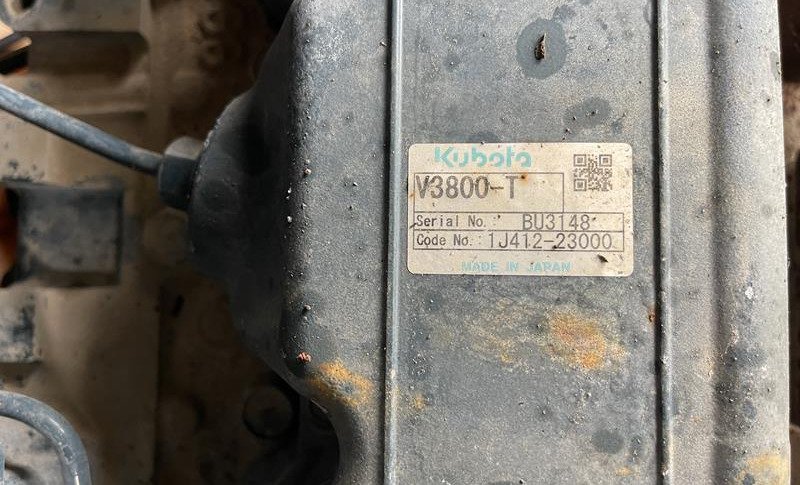 Kubota
V3800-T
Serial No. BU3148
Code No. 1J412-23000
MADE IN JAPAN